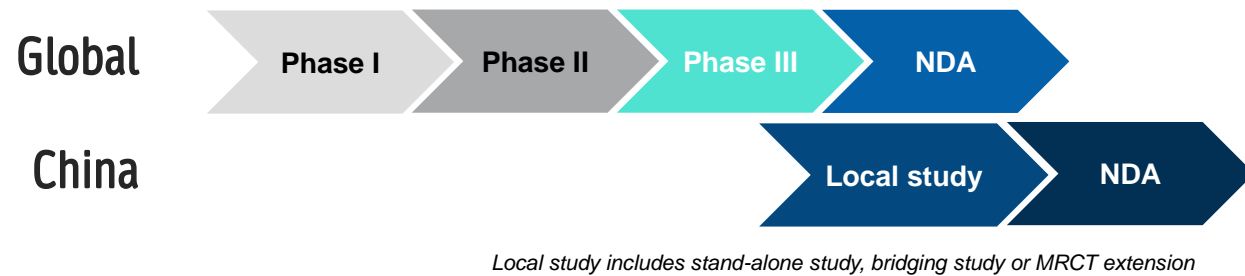 Global
Phase I
Phase II
Phase III
NDA
China
Local study
NDA
Local study includes stand-alone study, bridging study or MRCT extension